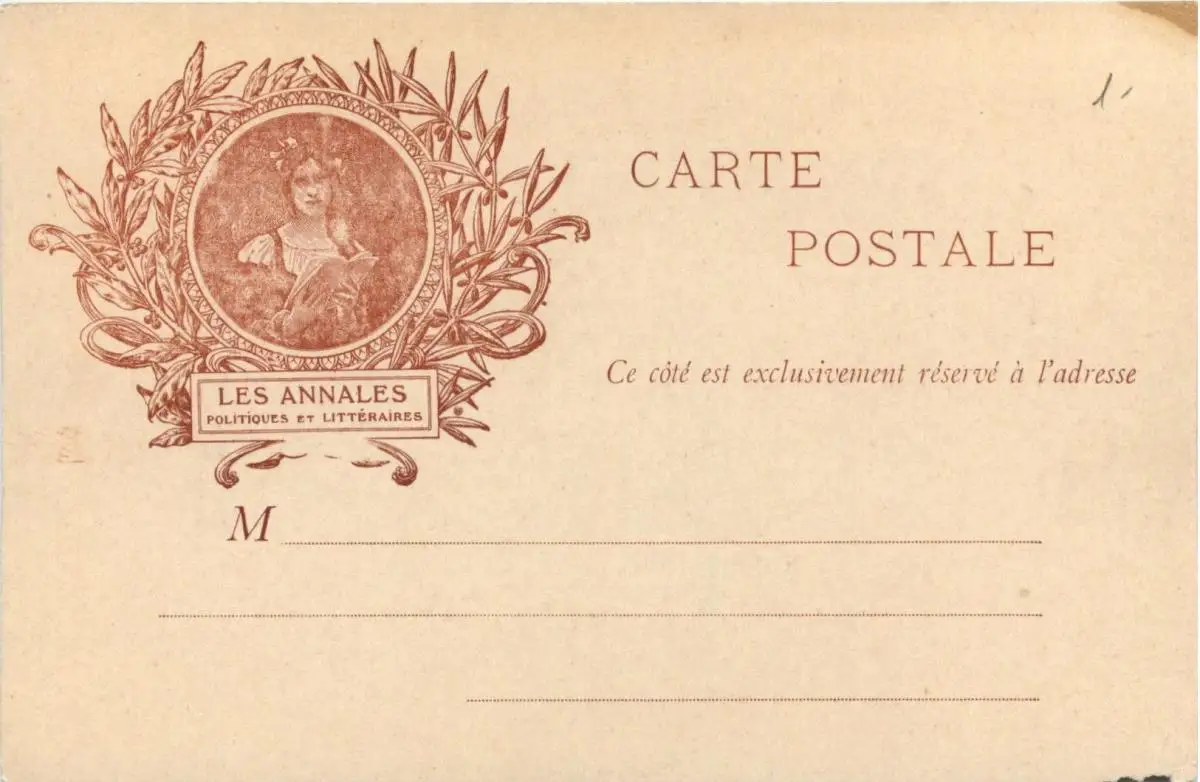 1.-
CARTE
POSTALE
Ce côté est exclusivement réservé à l'adresse
LES ANNALES
POLITIQUES ET LITTÉRAIRES
M